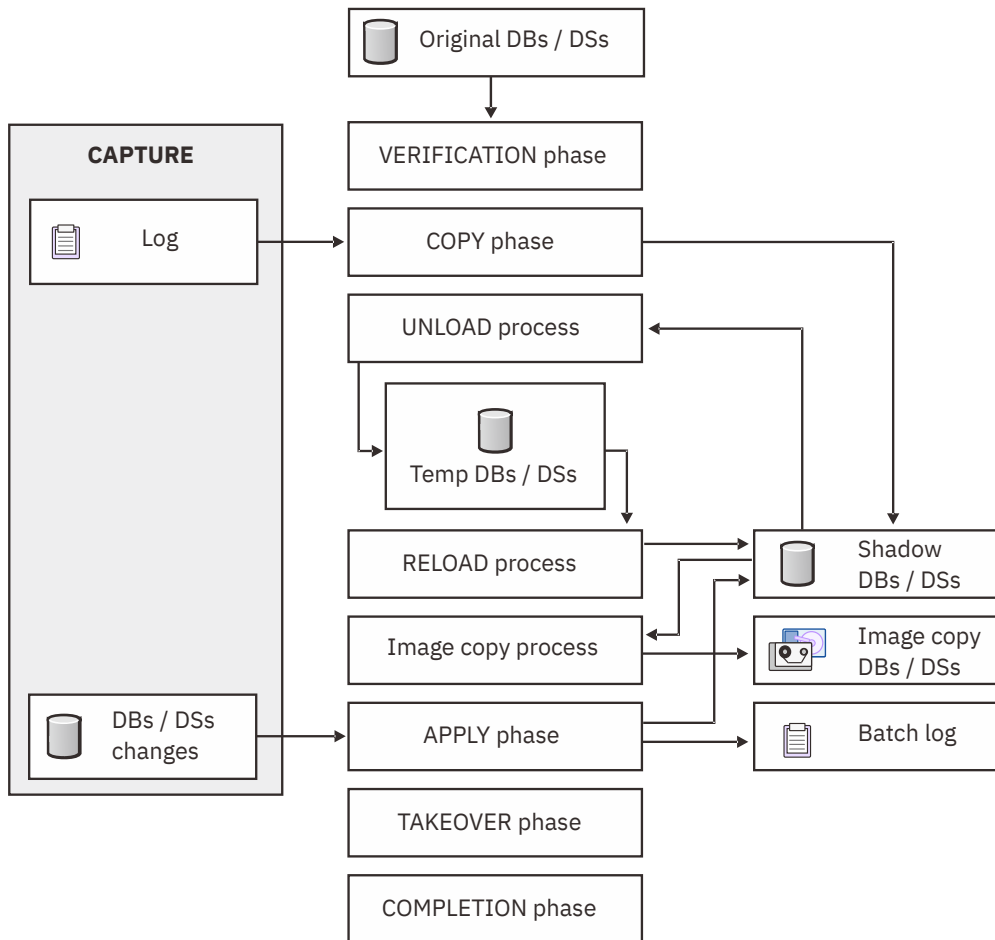 Original DBs / DSs
CAPTURE
VERIFICATION phase
Log
COPY phase
UNLOAD process
Temp DBs / DSs
RELOAD process
Shadow
DBs / DSs
Image copy process
Image copy
DBs / DSs
DBs / DSs
changes
APPLY phase
Batch log
TAKEOVER phase
COMPLETION phase